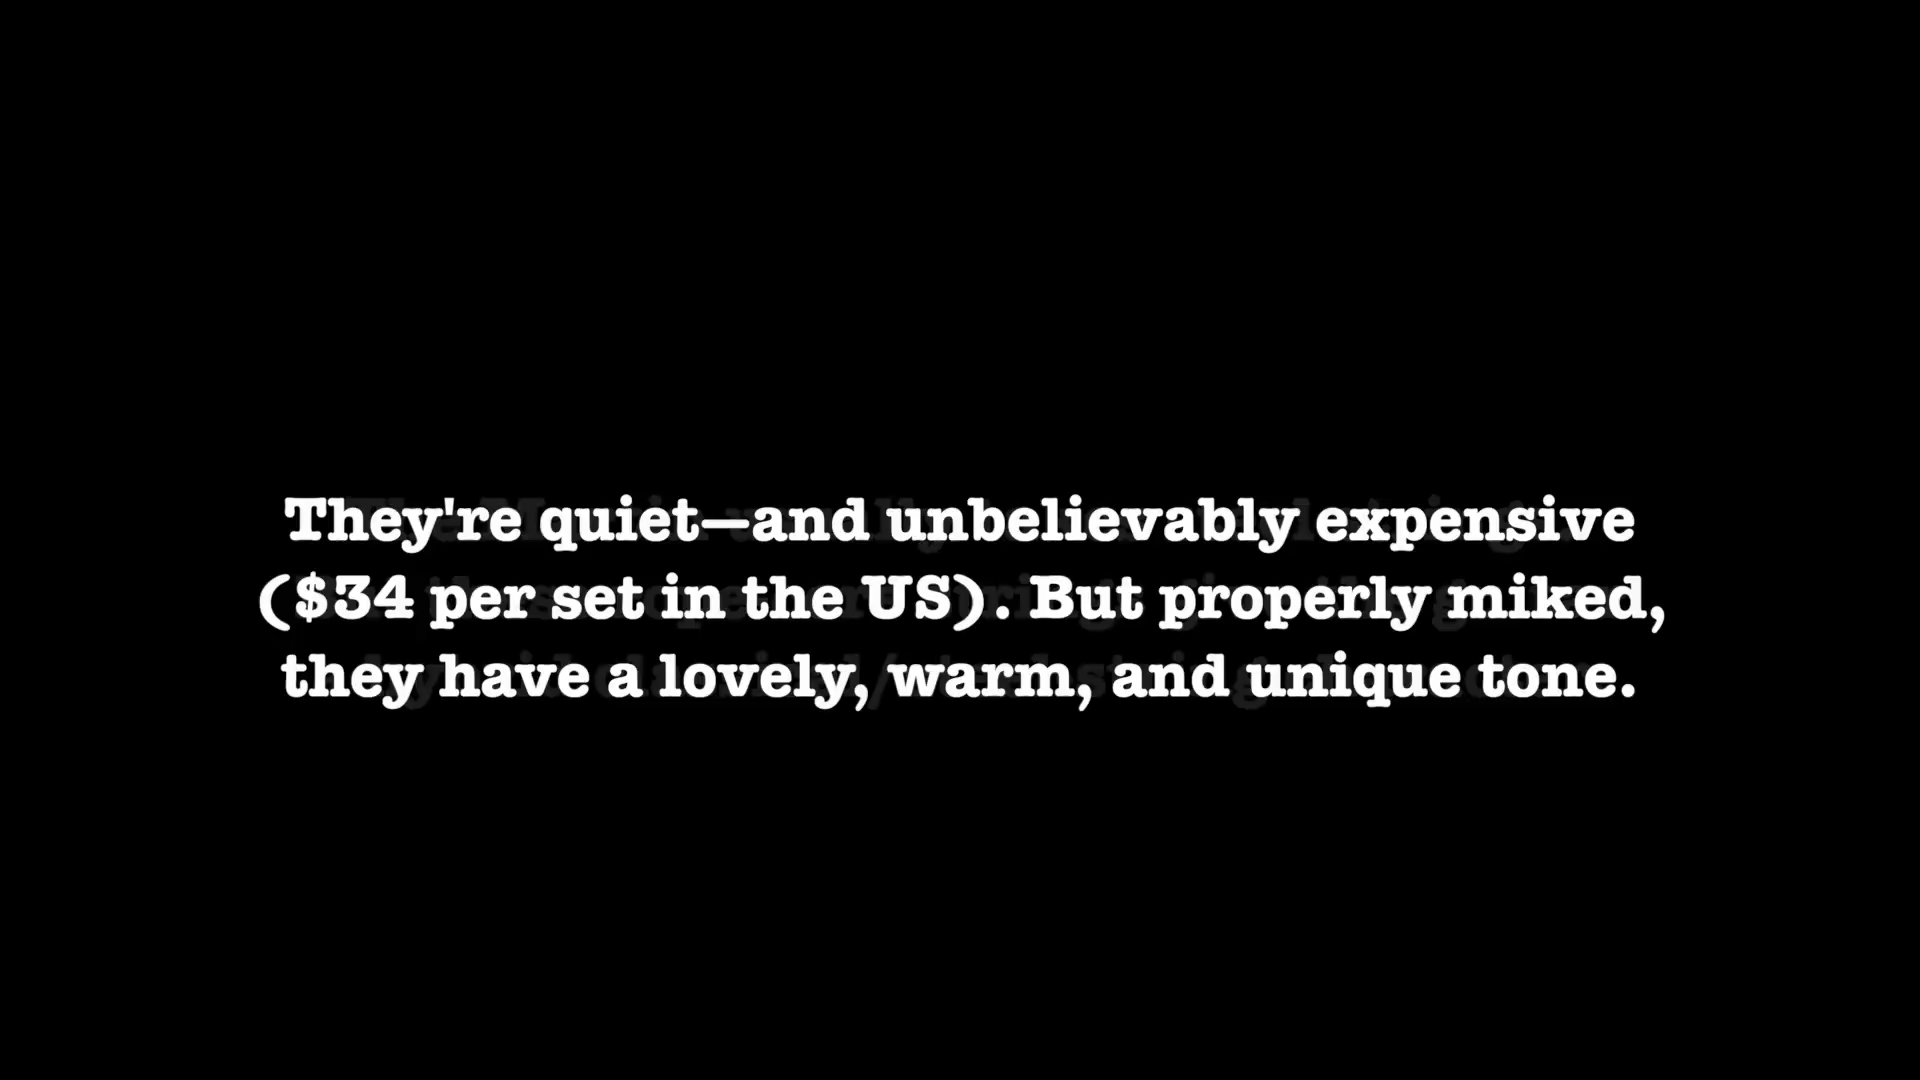 They're quiet—and unbelievably expensive
($34 per set in the US). But properly miked,
they have a lovely, warm, and unique tone.